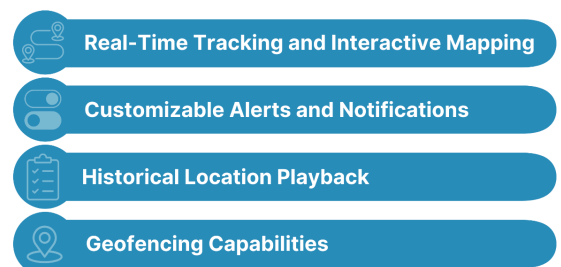 Real-Time Tracking and Interactive Mapping
Customizable Alerts and Notifications
Historical Location Playback
Geofencing Capabilities